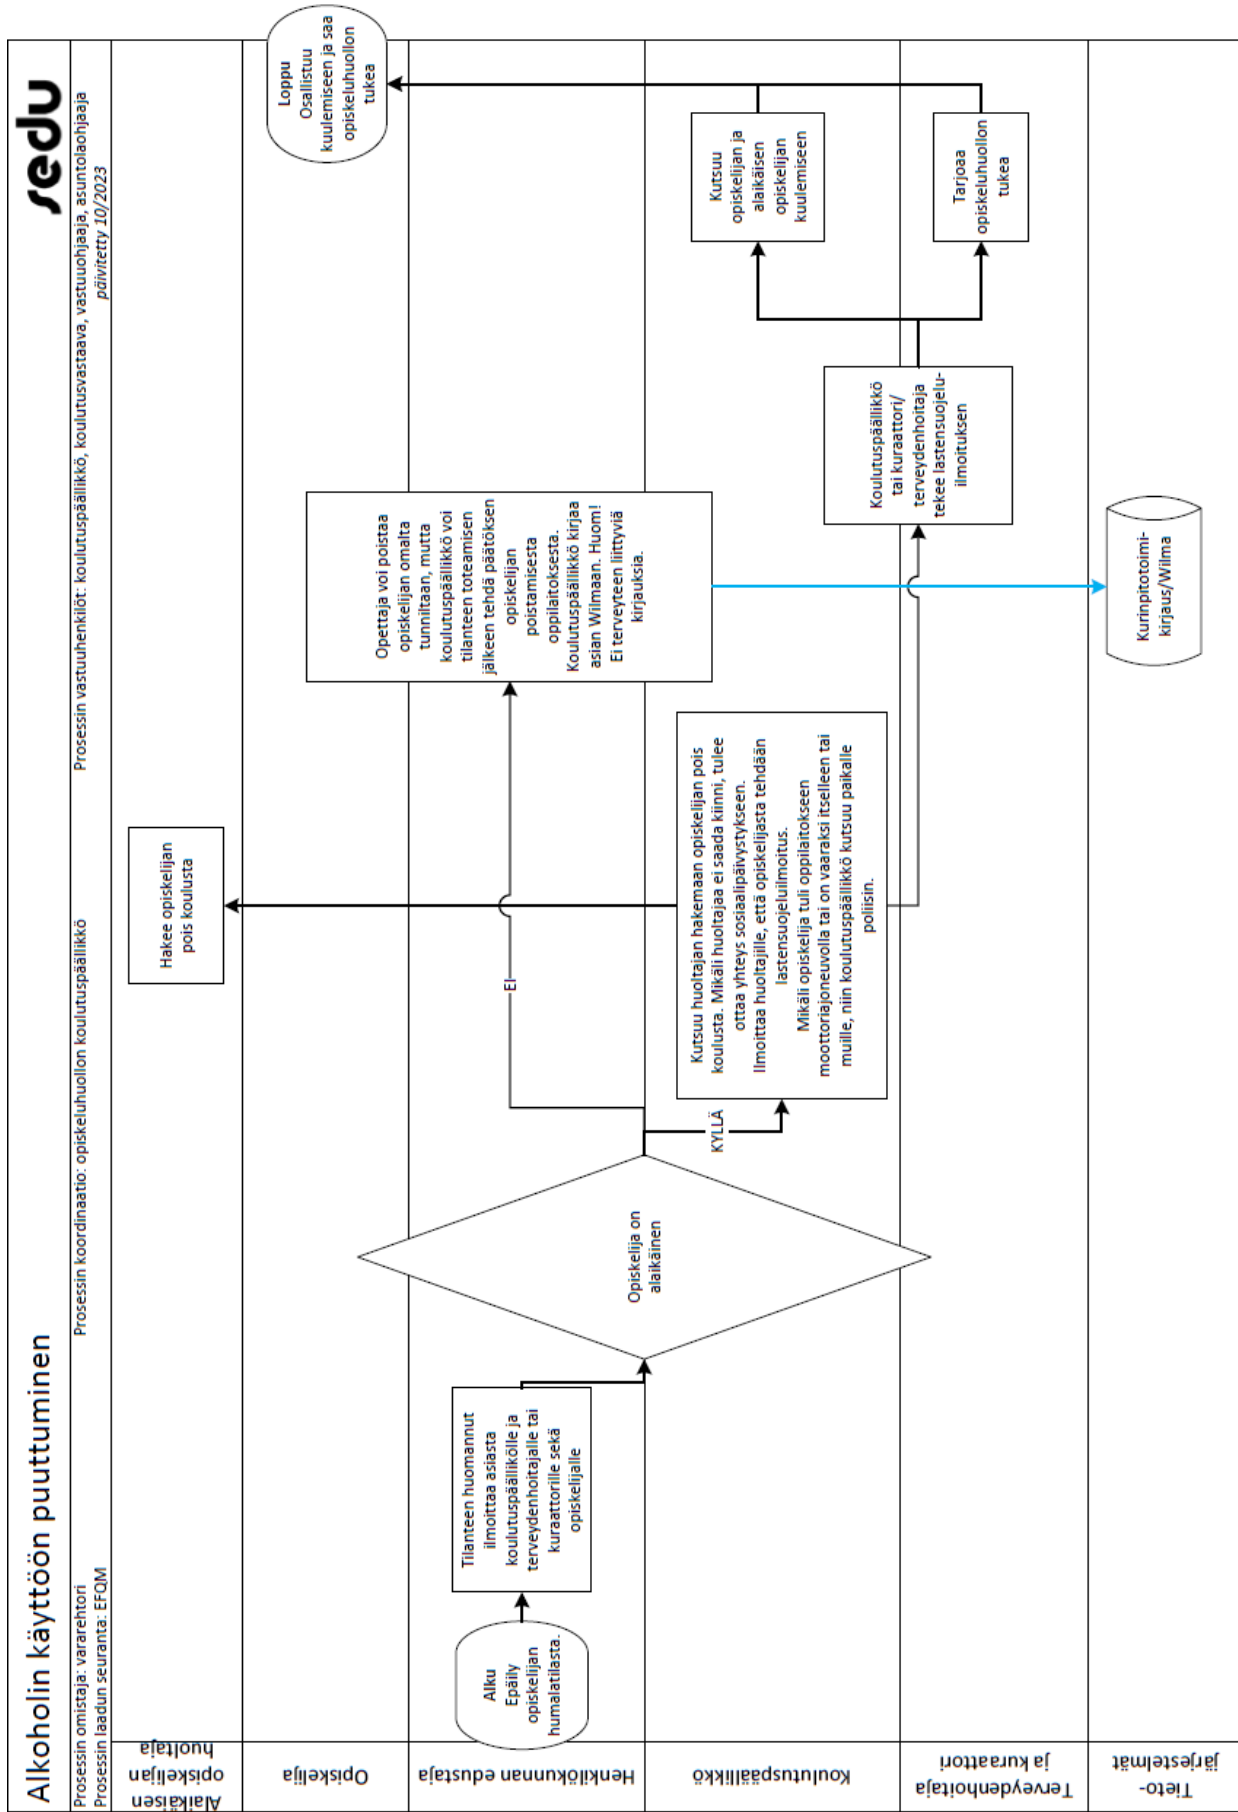 Alkoholin käyttöön puuttuminen
sedu
Prosessin omistaja: vararehtori
Prosessin koordinaatio: opiskeluhuollon koulutuspäällikkö
Prosessin vastuuhenkilöt: koulutuspäällikkö, koulutusvastaava, vastuuohjaaja, asuntolaohjaaja
Prosessin laadun seuranta: EFQM
päivitetty 10/2023
Alaikäisen
opiskelijan
huoltaja
Hakee opiskelijan
pois koulusta
Opiskelija
Loppu
Osallistuu
kuulemiseen ja saa
opiskeluhuollon
tukea
Henkilökunnan edustaja
Alku
Epäily
opiskelijan
humalatilasta.
Tilanteen huomannut
ilmoittaa asiasta
koulutuspäällikölle ja
terveydenhoitajalle tai
kuraattorille sekä
opiskelijalle
Opiskelija on
alaikäinen
EI
KYLLÄ
Opettaja voi poistaa
opiskelijan omalta
tunniltaan, mutta
koulutuspäällikkö voi
tilanteen toteamisen
jälkeen tehdä päätöksen
opiskelijan
poistamisesta
oppilaitoksesta.
Koulutuspäällikkö kirjaa
asian Wilmaan. Huom!
Ei terveyteen liittyviä
kirjauksia.
Koulutuspäällikkö
Kutsuu huoltajan hakemaan opiskelijan pois
koulusta. Mikäli huoltajaa ei saada kiinni, tulee
ottaa yhteys sosiaalipäivystykseen.
Ilmoittaa huoltajille, että opiskelijasta tehdään
lastensuojeluilmoitus.
Mikäli opiskelija tuli oppilaitokseen
moottoriajoneuvolla tai on vaaraksi itselleen tai
muille, niin koulutuspäällikkö kutsuu paikalle
poliisin.
Kutsuu
opiskelijan ja
alaikäisen
opiskelijan
kuulemiseen
Terveydenhoitaja
ja kuraattori
Koulutuspäällikkö
tai kuraattori/
terveydenhoitaja
tekee lastensuojelu-
ilmoituksen
Tarjoaa
opiskeluhuollon
tukea
Tieto-
järjestelmät
Kurinpitotoimi-
kirjaus/Wilma